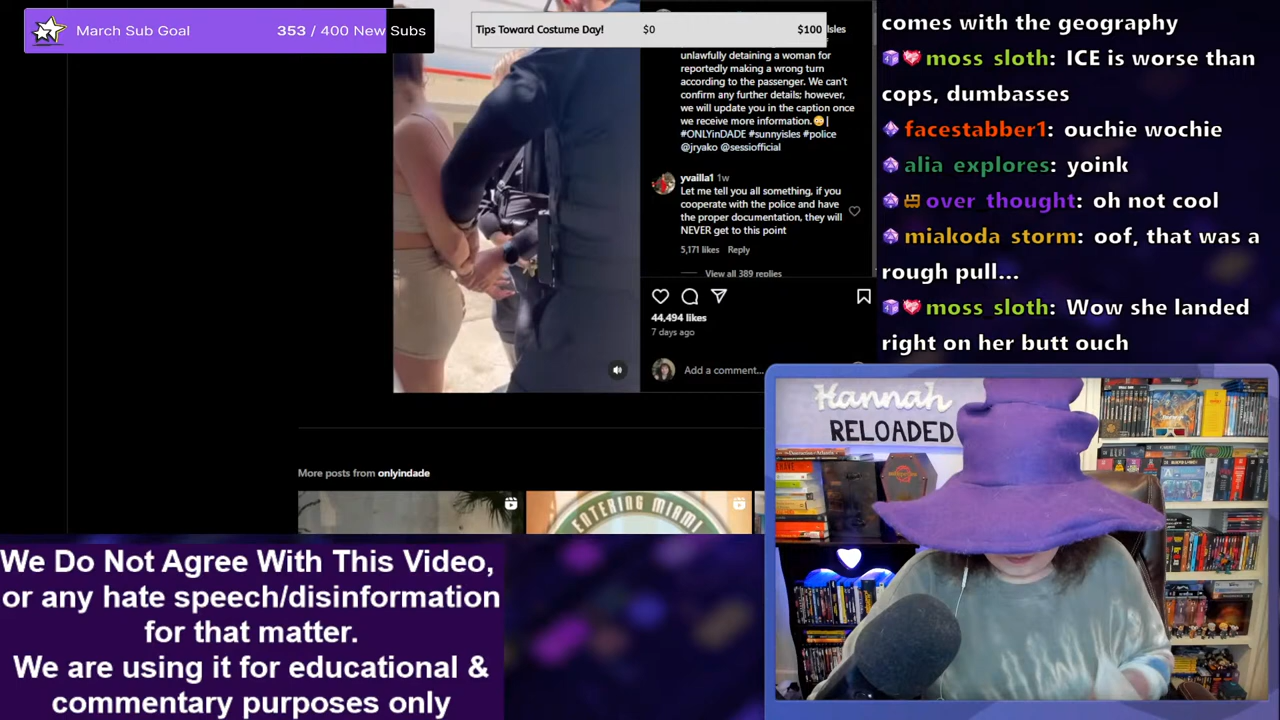 March Sub Goal
353 / 400 New Subs
Tips Toward Costume Day!
$0
$100
Isles
unlawfully detaining a woman for
reportedly making a wrong turn
according to the passenger. We can't
confirm any further details; however,
we will update you in the caption once
we receive more information.😳 |
#ONLYinDADE #sunnyisles #police
@jryako @sessiofficial
yvailla1 1w
Let me tell you all something, if you
cooperate with the police and have
the proper documentation, they will
NEVER get to this point
5,171 likes Reply
View all 389 replies
44,494 likes
7 days ago
Add a comment...
More posts from onlyindade
ENTERING MIAMI
We Do Not Agree With This Video,
or any hate speech/disinformation
for that matter.
We are using it for educational &
commentary purposes only
comes with the geography
moss sloth: ICE is worse than
cops, dumbasses
facestabber1: ouchie wochie
alia explores: yoink
over thought: oh not cool
miakoda storm: oof, that was a
rough pull...
moss sloth: Wow she landed
right on her butt ouch
Hannah
RELOADED